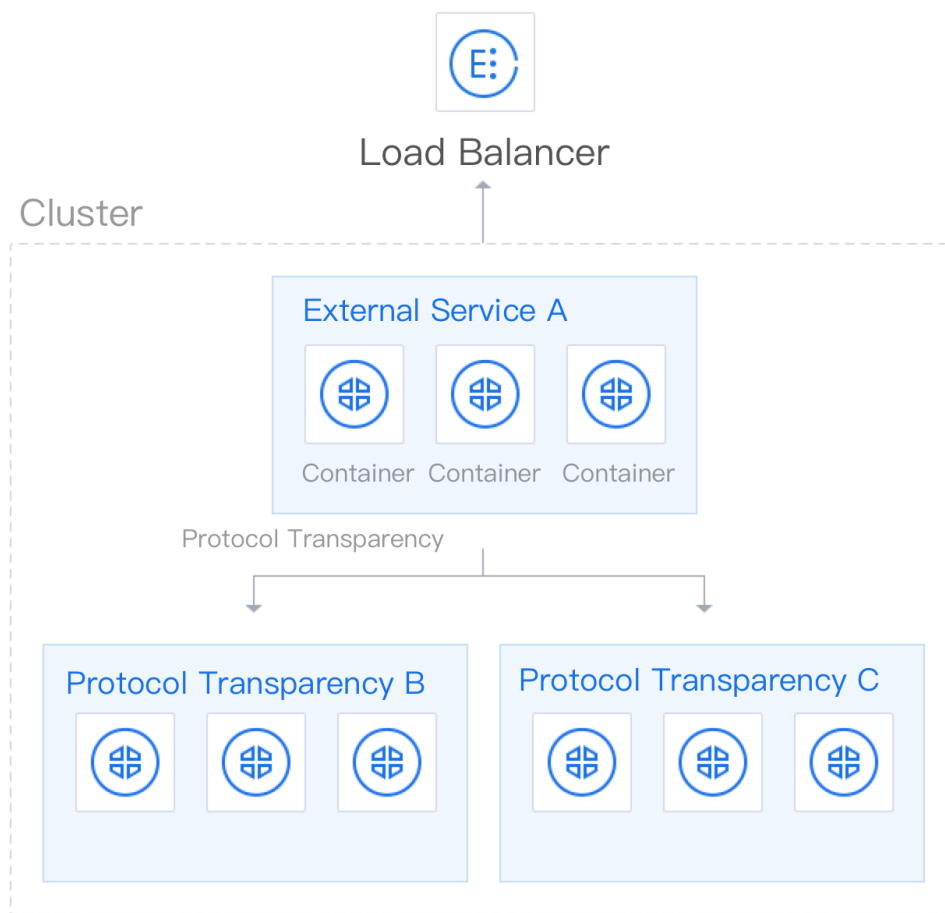 Load Balancer
Cluster
External Service A
Container Container Container
Protocol Transparency
Protocol Transparency B
Protocol Transparency C